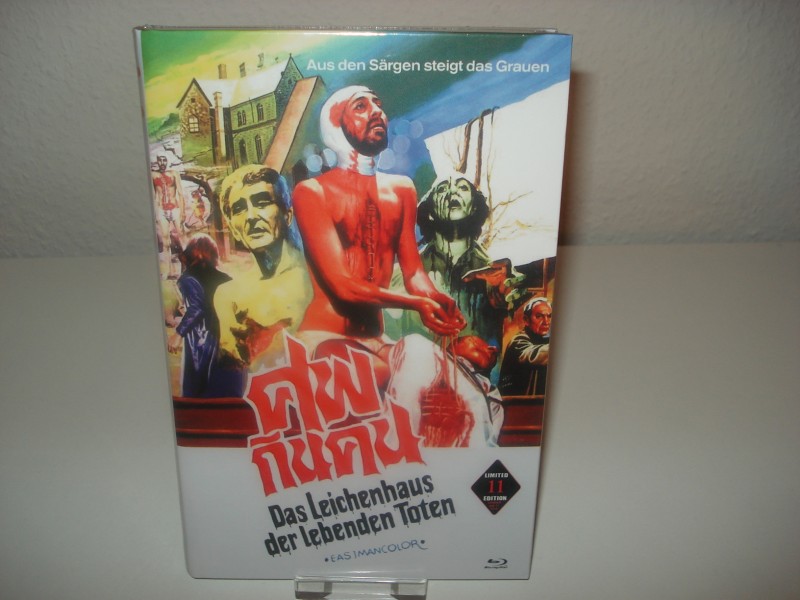 Aus den Särgen steigt das Grauen
ศพ
กินคน
Das Leichenhaus
der lebenden Toten
EASTMANCOLOR
LIMITED
11
EDITION